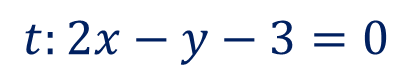 t: 2x − y − 3 = 0